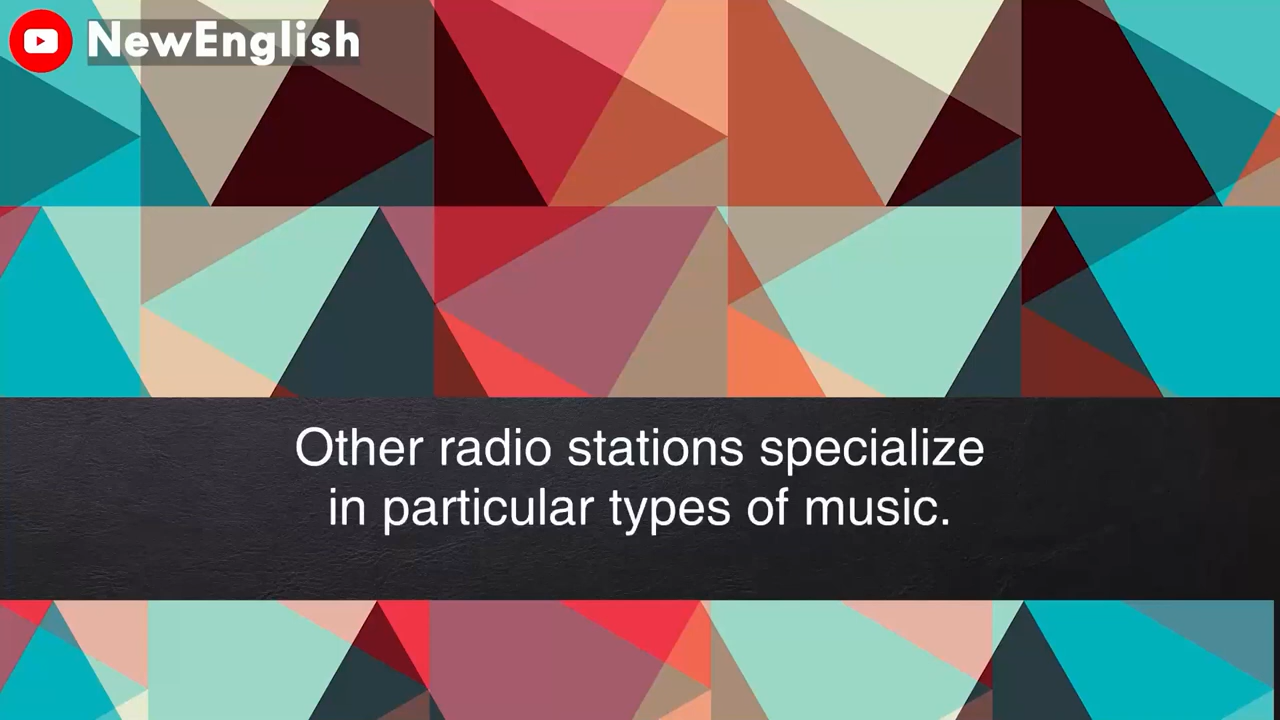 NewEnglish
Other radio stations specialize
in particular types of music.